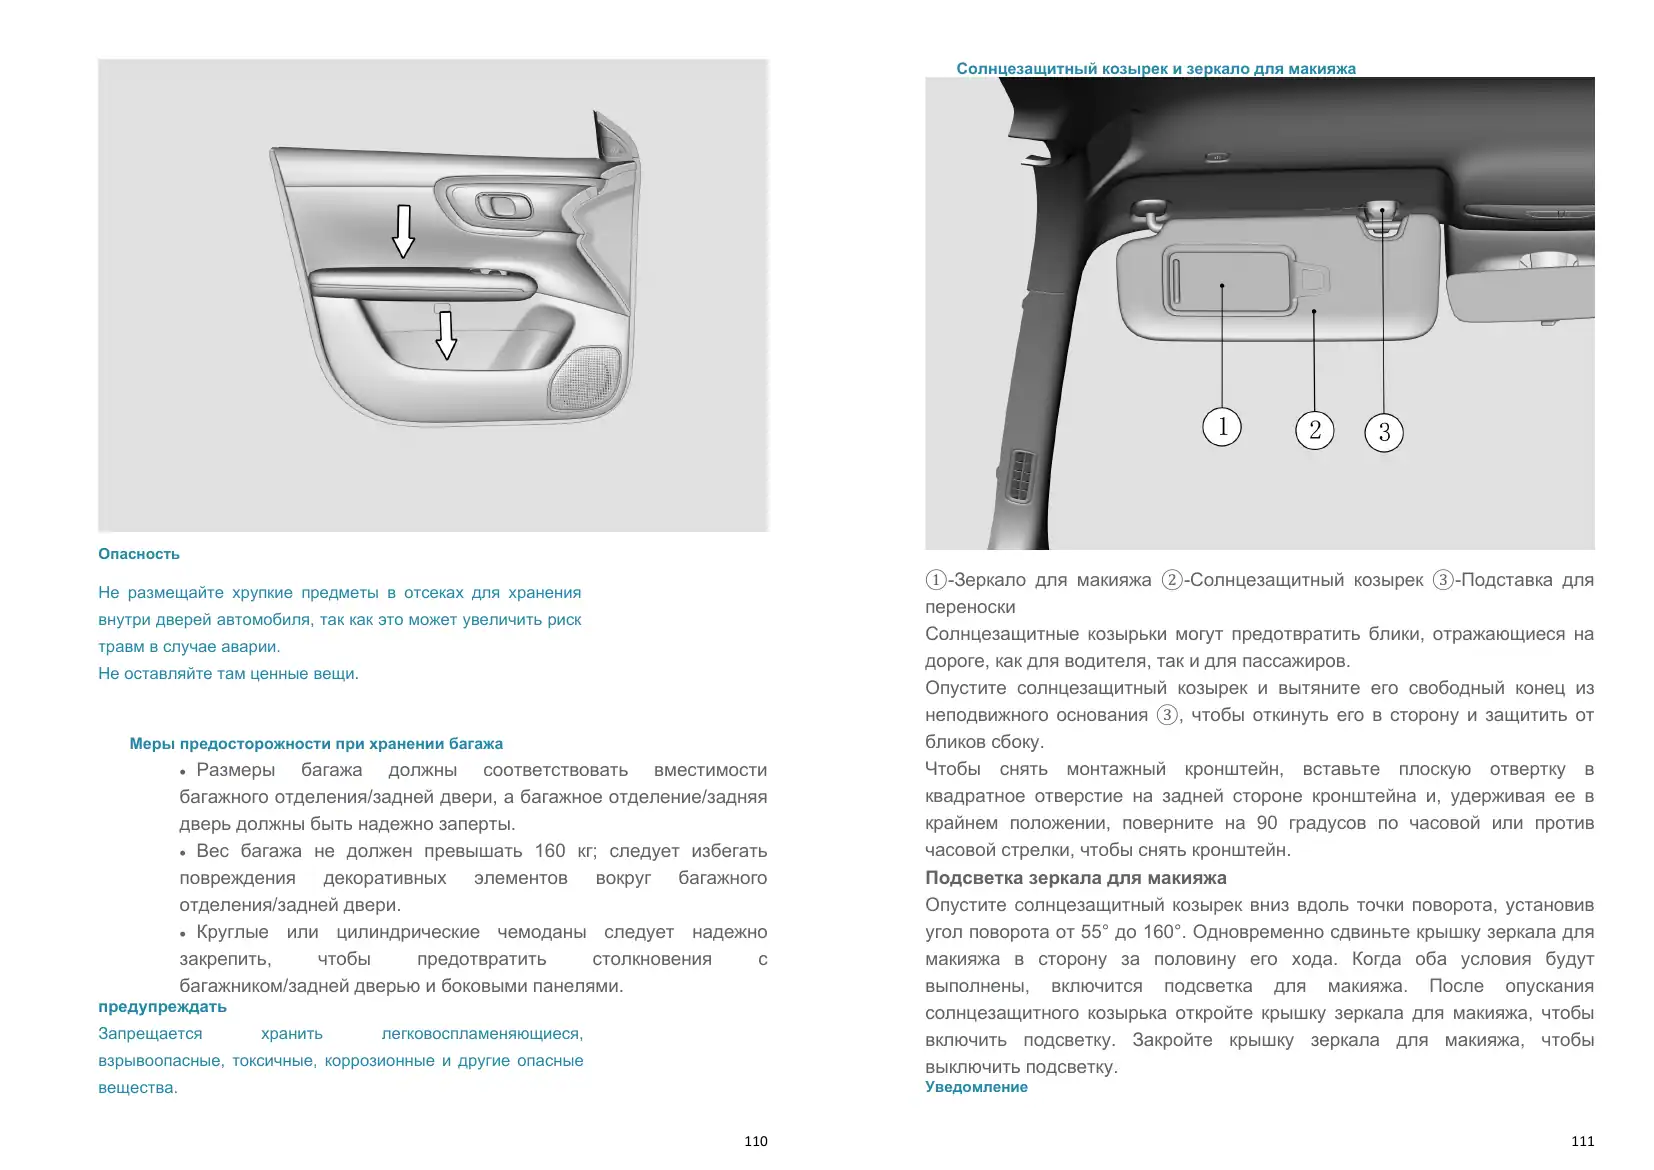 Опасность
Не размещайте хрупкие предметы в отсеках для хранения
внутри дверей автомобиля, так как это может увеличить риск
травм в случае аварии.
Не оставляйте там ценные вещи.
Меры предосторожности при хранении багажа
• Размеры багажа должны соответствовать вместимости
багажного отделения/задней двери, а багажное отделение/задняя
дверь должны быть надежно заперты.
• Вес багажа не должен превышать 160 кг; следует избегать
повреждения декоративных элементов вокруг багажного
отделения/задней двери.
• Круглые или цилиндрические чемоданы следует надежно
закрепить, чтобы предотвратить столкновения с
багажником/задней дверью и боковыми панелями.
предупреждать
Запрещается хранить легковоспламеняющиеся,
взрывоопасные, токсичные, коррозионные и другие опасные
вещества.
110
Солнцезащитный козырек и зеркало для макияжа
1
2
3
①-Зеркало для макияжа ②-Солнцезащитный козырек ③-Подставка для
переноски
Солнцезащитные козырьки могут предотвратить блики, отражающиеся на
дороге, как для водителя, так и для пассажиров.
Опустите солнцезащитный козырек и вытяните его свободный конец из
неподвижного основания ③, чтобы откинуть его в сторону и защитить от
бликов сбоку.
Чтобы снять монтажный кронштейн, вставьте плоскую отвертку в
квадратное отверстие на задней стороне кронштейна и, удерживая ее в
крайнем положении, поверните на 90 градусов по часовой или против
часовой стрелки, чтобы снять кронштейн.
Подсветка зеркала для макияжа
Опустите солнцезащитный козырек вниз вдоль точки поворота, установив
угол поворота от 55° до 160°. Одновременно сдвиньте крышку зеркала для
макияжа в сторону за половину его хода. Когда оба условия будут
выполнены, включится подсветка для макияжа. После опускания
солнцезащитного козырька откройте крышку зеркала для макияжа, чтобы
включить подсветку. Закройте крышку зеркала для макияжа, чтобы
выключить подсветку.
Уведомление
111